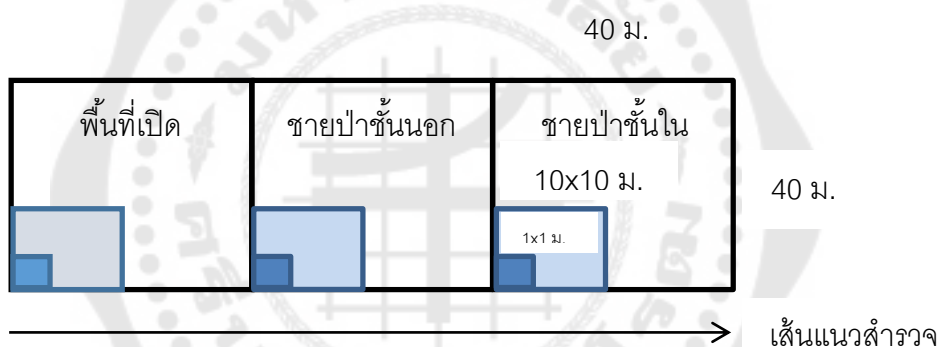 40 ม.
พื้นที่เปิด
ชายป่าชั้นนอก
ชายป่าชั้นใน
10x10 ม.
40 ม.
1x1 ม.
เส้นแนวสำรวจ